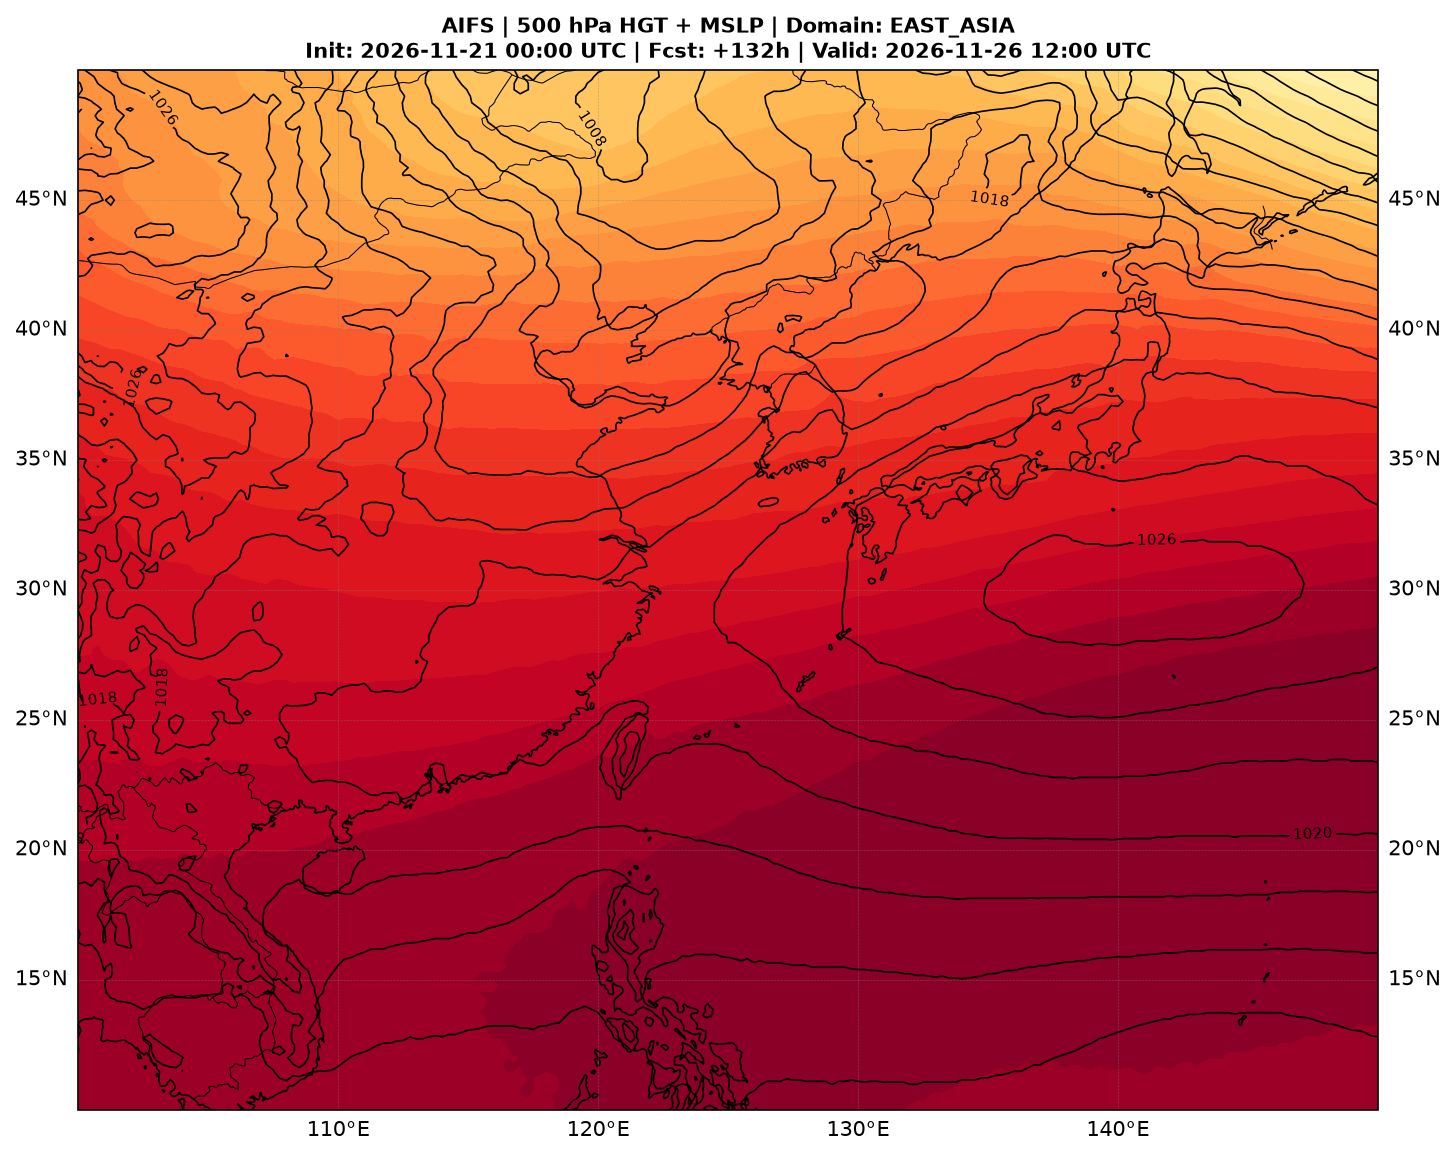 AIFS | 500 hPa HGT + MSLP | Domain: EAST_ASIA
Init: 2026-11-21 00:00 UTC | Fcst: +132h | Valid: 2026-11-26 12:00 UTC
1026
1008
45°N
1018
45°N
40°N
40°N
1026
35°N
35°N
1026
30°N
30°N
1018
1018
25°N
25°N
1020
20°N
20°N
15°N
15°N
110°E
120°E
130°E
140°E